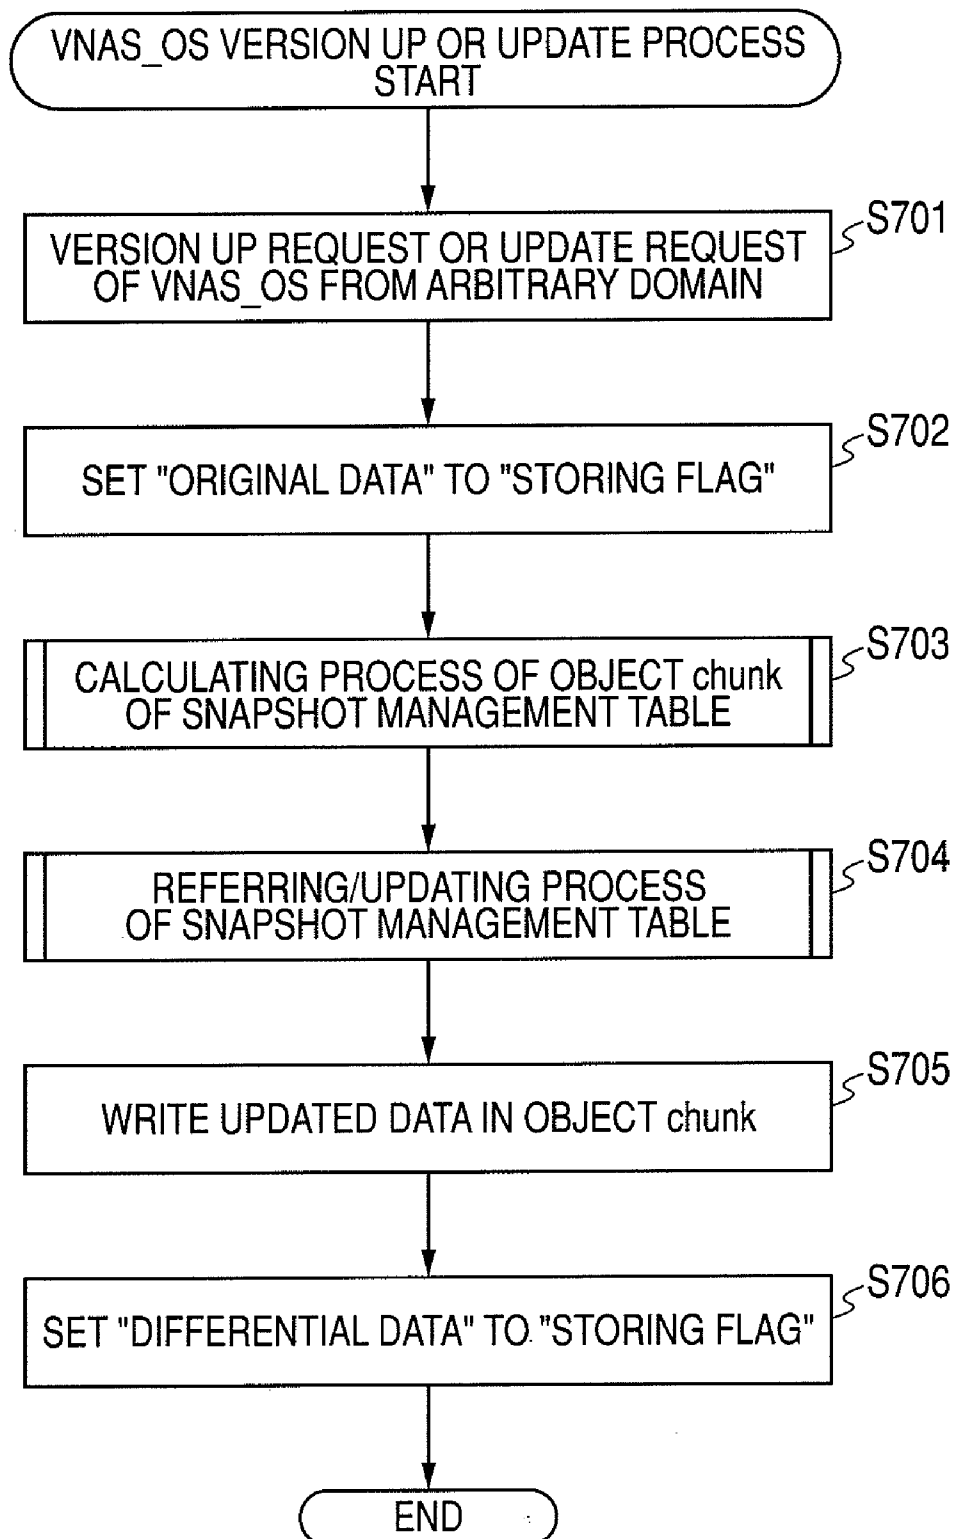 VNAS_OS VERSION UP OR UPDATE PROCESS
START
S701
VERSION UP REQUEST OR UPDATE REQUEST
OF VNAS_OS FROM ARBITRARY DOMAIN
S702
SET "ORIGINAL DATA" TO "STORING FLAG"
S703
CALCULATING PROCESS OF OBJECT chunk
OF SNAPSHOT MANAGEMENT TABLE
S704
REFERRING/UPDATING PROCESS
OF SNAPSHOT MANAGEMENT TABLE
S705
WRITE UPDATED DATA IN OBJECT chunk
S706
SET "DIFFERENTIAL DATA" TO "STORING FLAG"
END